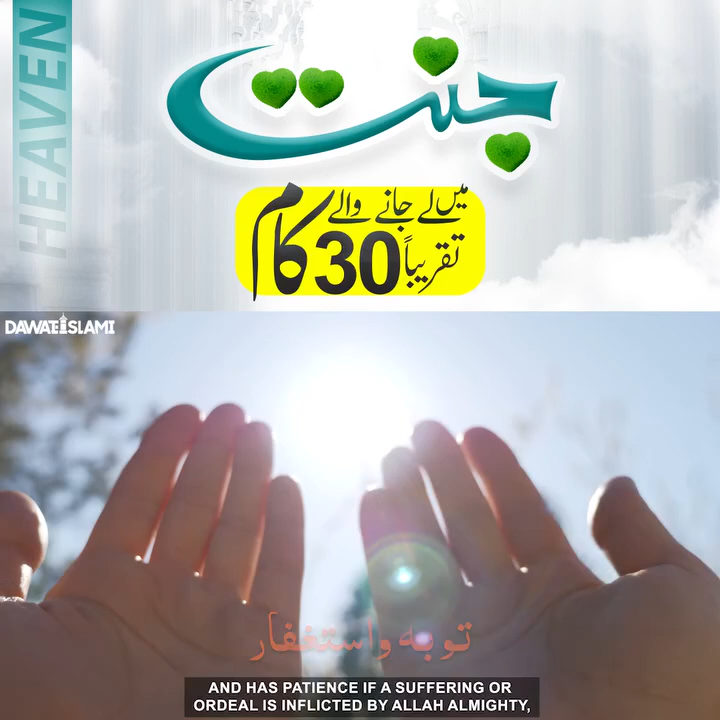 HEAVEN
جنت
میں لے جانے والے
تقریباً 30 کام
DAWATEISLAMI
توبہ واستغفار
AND HAS PATIENCE IF A SUFFERING OR
ORDEAL IS INFLICTED BY ALLAH ALMIGHTY,